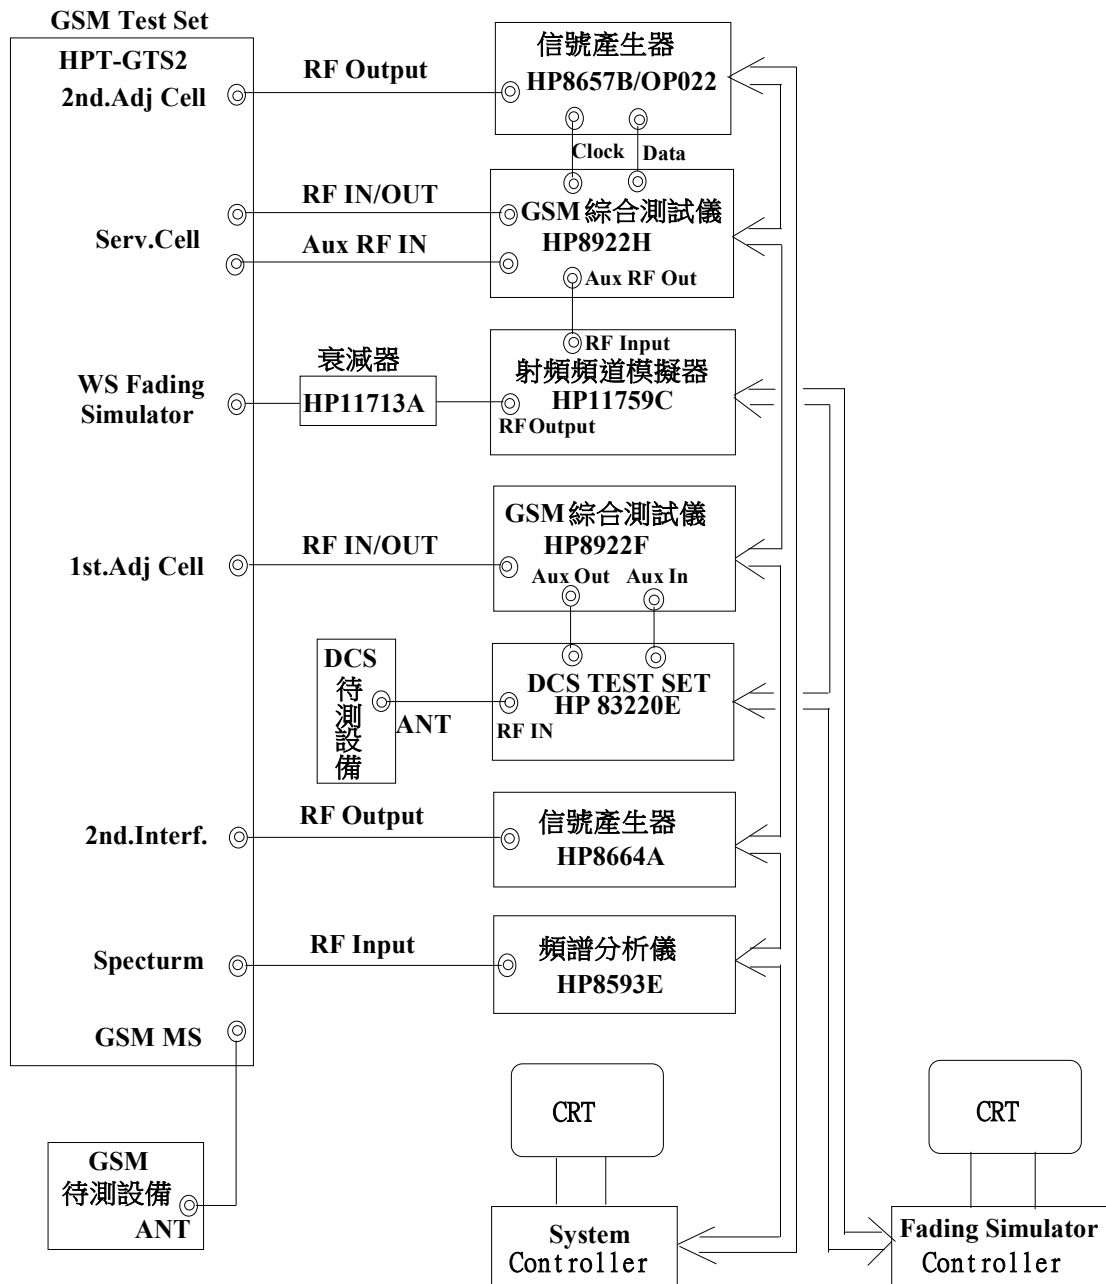 GSM Test Set
HPT-GTS2
2nd.Adj Cell
RF Output
信號產生器
HP8657B/OP022
Clock
Data
Serv.Cell
RF IN/OUT
Aux RF IN
GSM 綜合測試儀
HP8922H
Aux RF Out
WS Fading
Simulator
衰減器
HP11713A
RF Input
射頻頻道模擬器
HP11759C
RF Output
1st.Adj Cell
RF IN/OUT
GSM 綜合測試儀
HP8922F
Aux Out
Aux In
DCS
待
測
設
備
ANT
DCS TEST SET
HP 83220E
RF IN
2nd.Interf.
RF Output
信號產生器
HP8664A
Specturm
RF Input
頻譜分析儀
HP8593E
GSM MS
GSM
待測設備
ANT
CRT
System
Controller
CRT
Fading Simulator
Controller